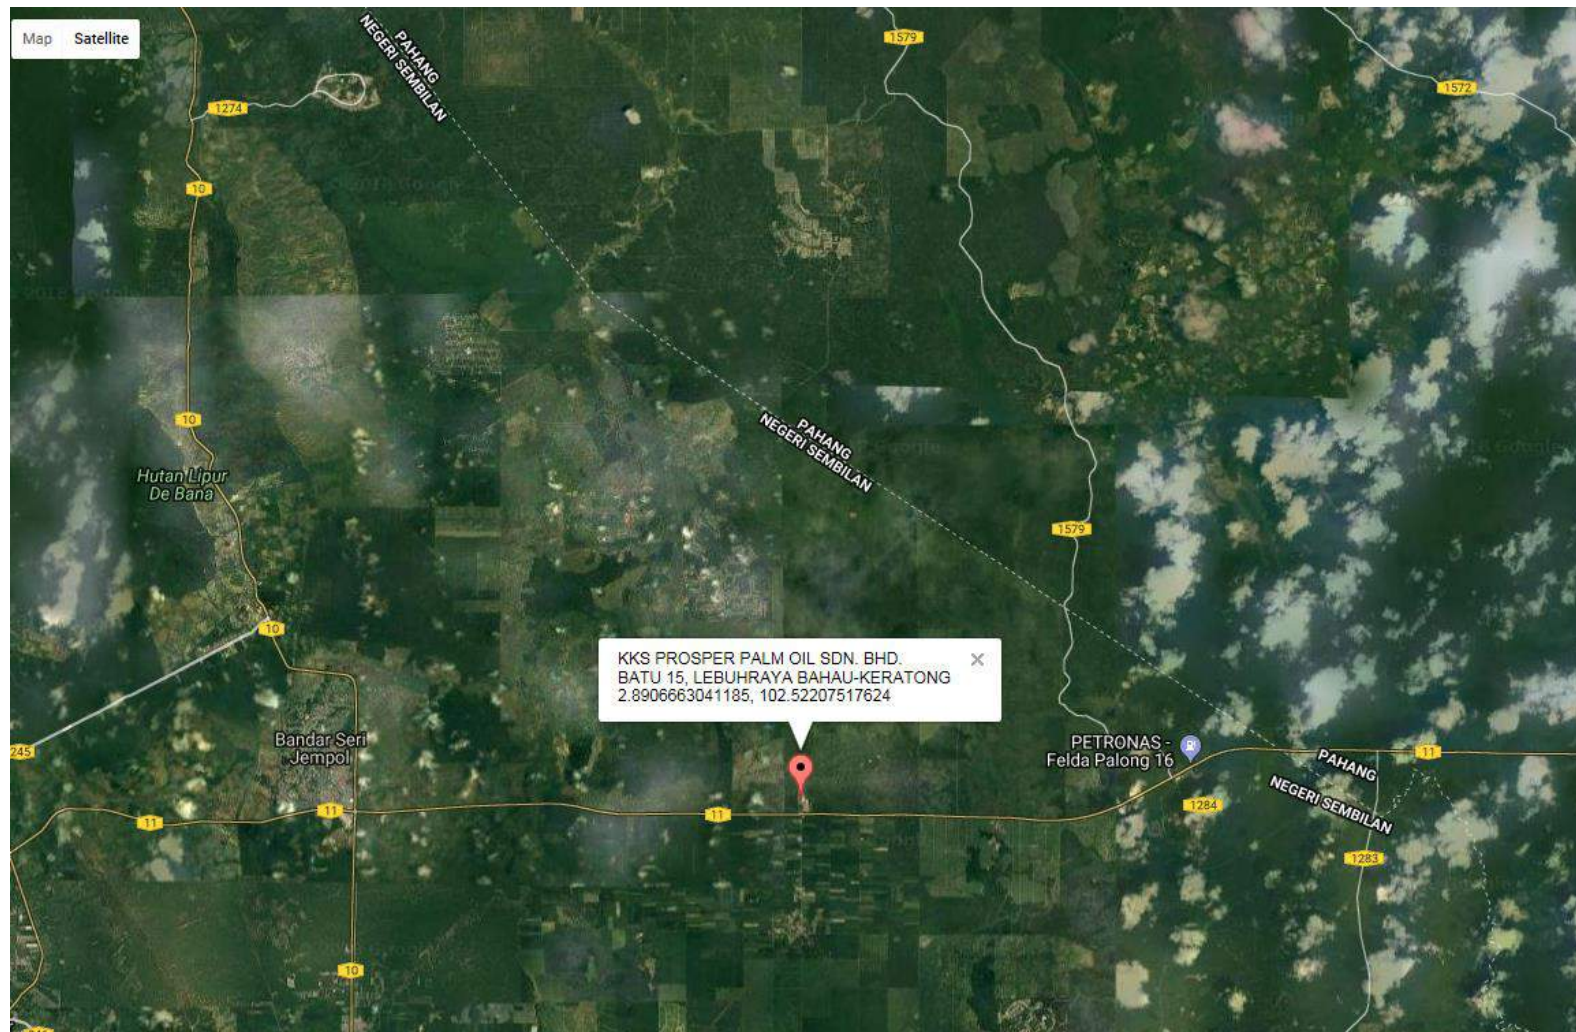 Map Satellite
PAHANG
NEGERI SEMBILAN
1579
1572
1274
10
10
PAHANG
NEGERI SEMBILAN
Hutan Lipur
De Bana
1579
10
KKS PROSPER PALM OIL SDN. BHD.
BATU 15, LEBUHRAYA BAHAU-KERATONG
2.8906663041185, 102.52207517624
245
Bandar Seri
Jempol
PETRONAS -
Felda Palong 16
11
PAHANG
NEGERI SEMBILAN
11
11
11
1284
1283
10